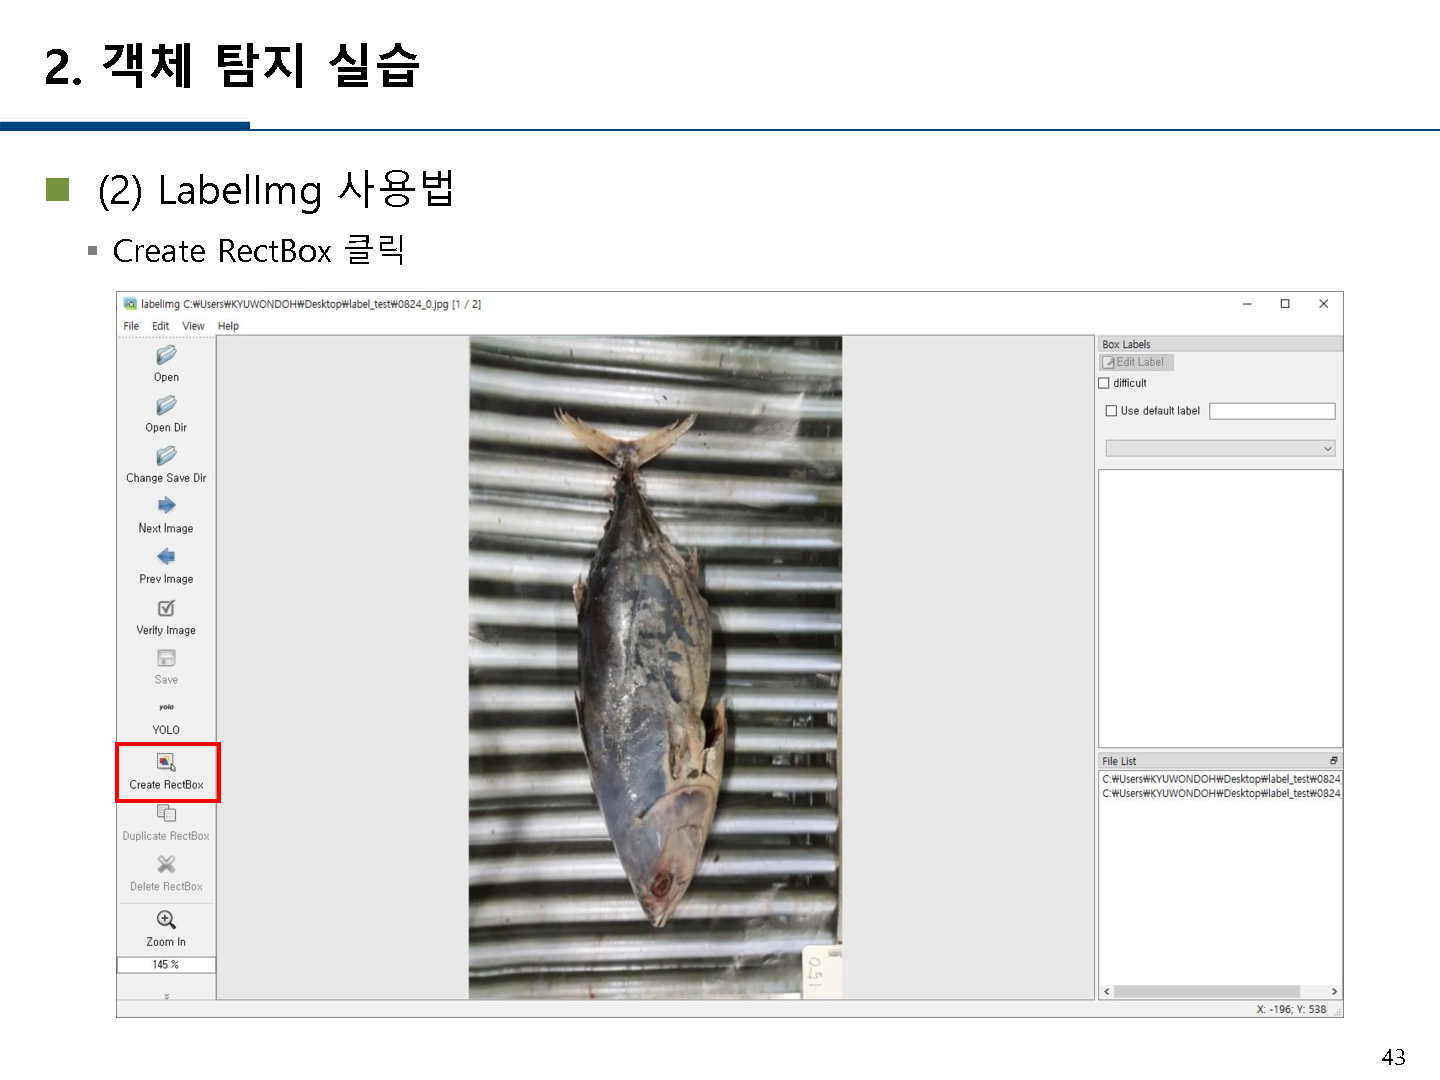 2. 객체 탐지 실습
(2) LabelImg 사용법
Create RectBox 클릭
labelImg C:₩Users₩KYUWONDOH₩Desktop₩label_test₩0824_0.jpg [1 / 2]
File Edit View Help
Open
Open Dir
Change Save Dir
Next Image
Prev Image
Verify Image
Save
yolo
YOLO
Create RectBox
Duplicate RectBox
Delete RectBox
Zoom In
145 %
Box Labels
Edit Label
difficult
Use default label
File List
C:₩Users₩KYUWONDOH₩Desktop₩label_test₩0824
C:₩Users₩KYUWONDOH₩Desktop₩label_test₩0824_
X: -196; Y: 538
43